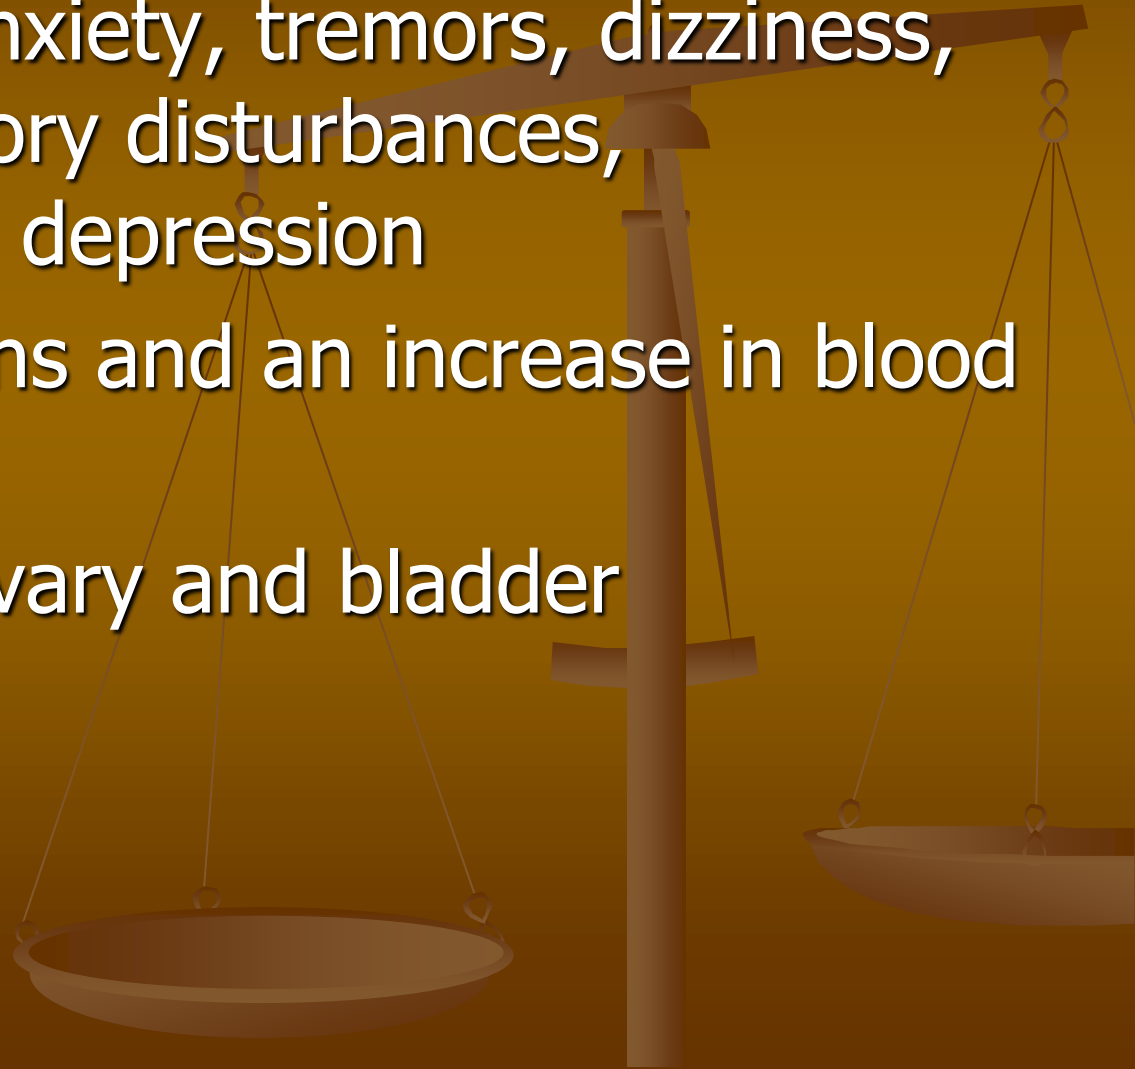 nxiety, tremors, dizziness,
ory disturbances,
depression
ns and an increase in blood
vary and bladder